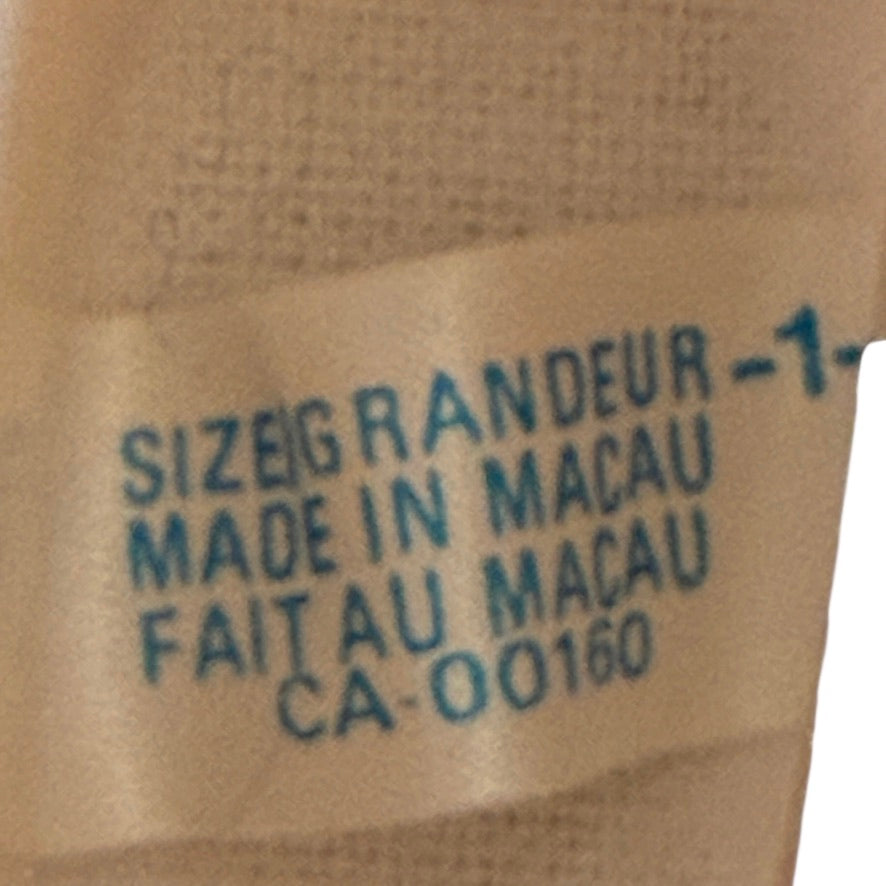 SIZE/GRANDEUR -1-
MADE IN MACAU
FAIT AU MACAU
CA-00160